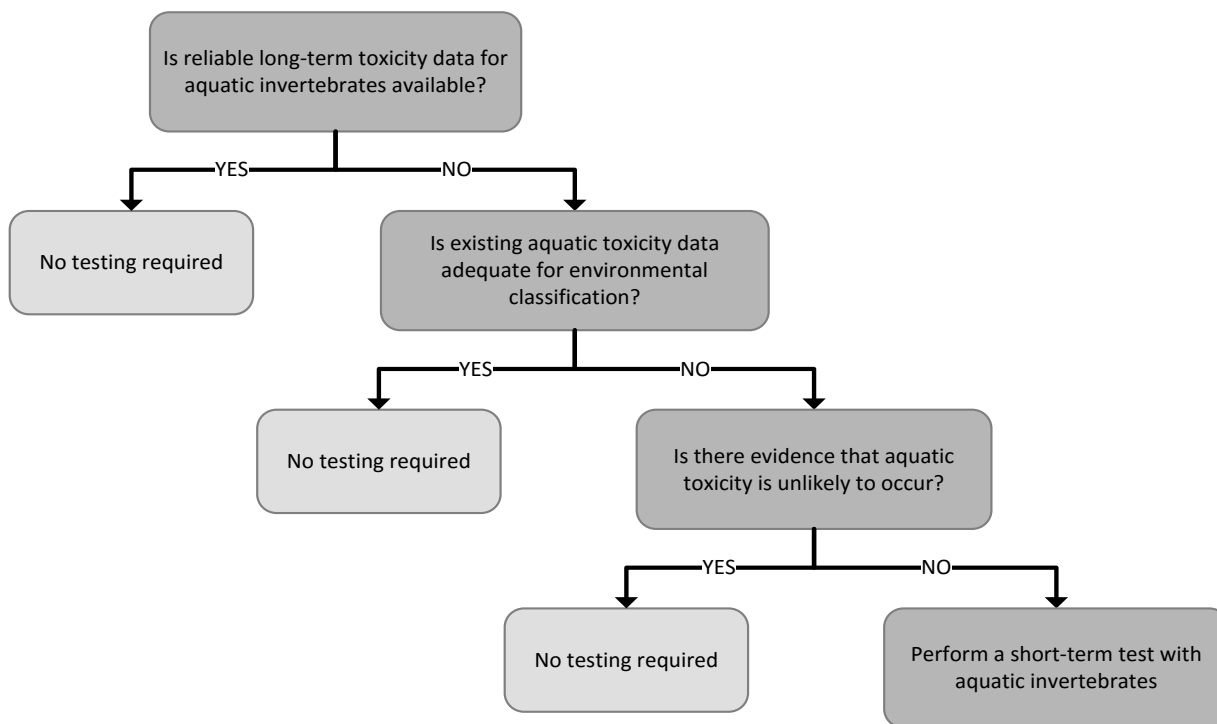 Is reliable long-term toxicity data for
aquatic invertebrates available?
YES
NO
No testing required
Is existing aquatic toxicity data
adequate for environmental
classification?
YES
NO
No testing required
Is there evidence that aquatic
toxicity is unlikely to occur?
YES
NO
No testing required
Perform a short-term test with
aquatic invertebrates